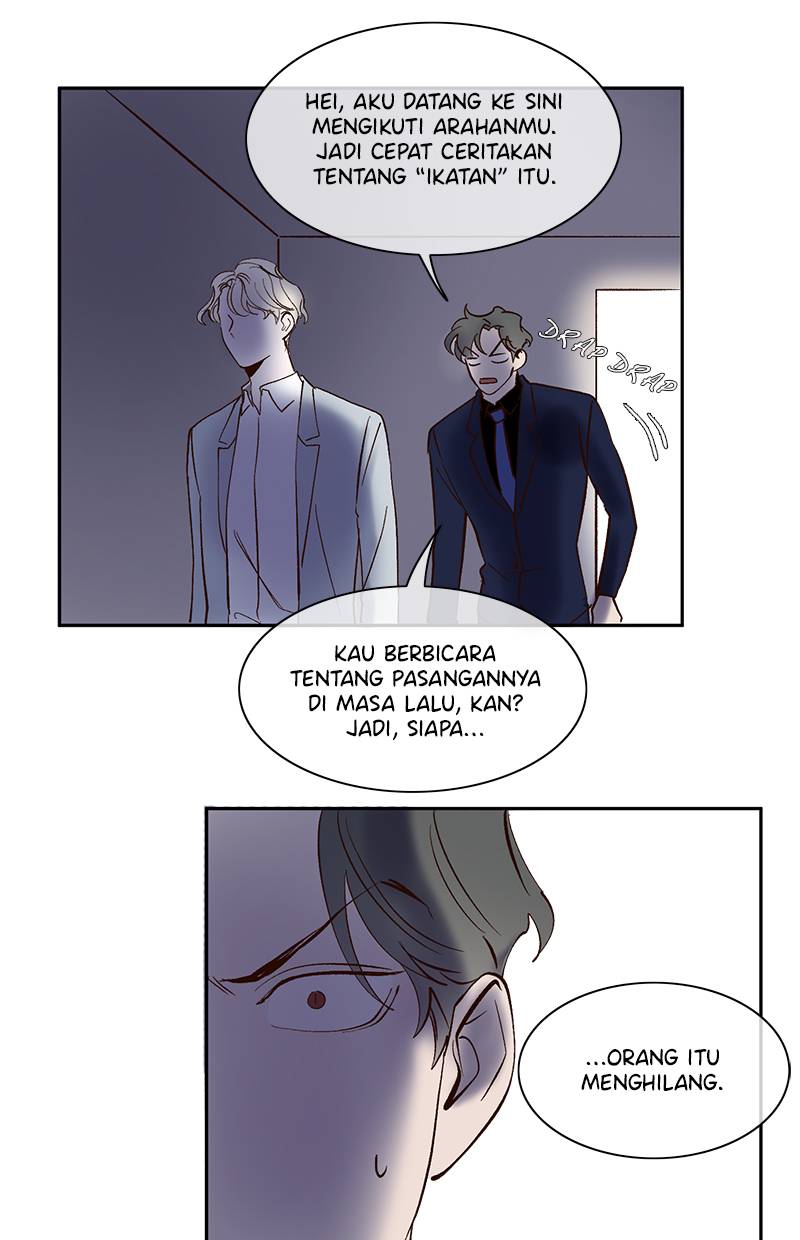 HEI, AKU DATANG KE SINI
MENGIKUTI ARAHANMU.
JADI CEPAT CERITAKAN
TENTANG “IKATAN” ITU.
DRAP DRAP
KAU BERBICARA
TENTANG PASANGANNYA
DI MASA LALU, KAN?
JADI, SIAPA...
...ORANG ITU
MENGHILANG.